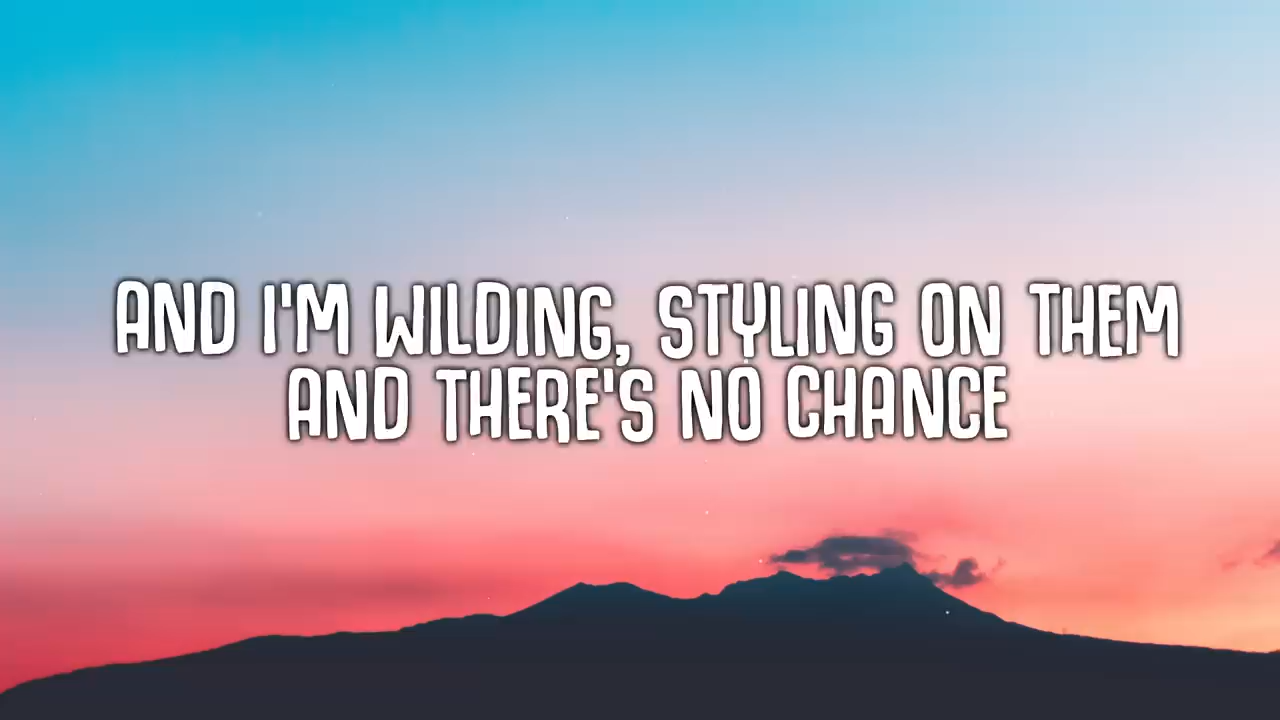 AND I'M WILDING, STYLING ON THEM
AND THERE'S NO CHANCE